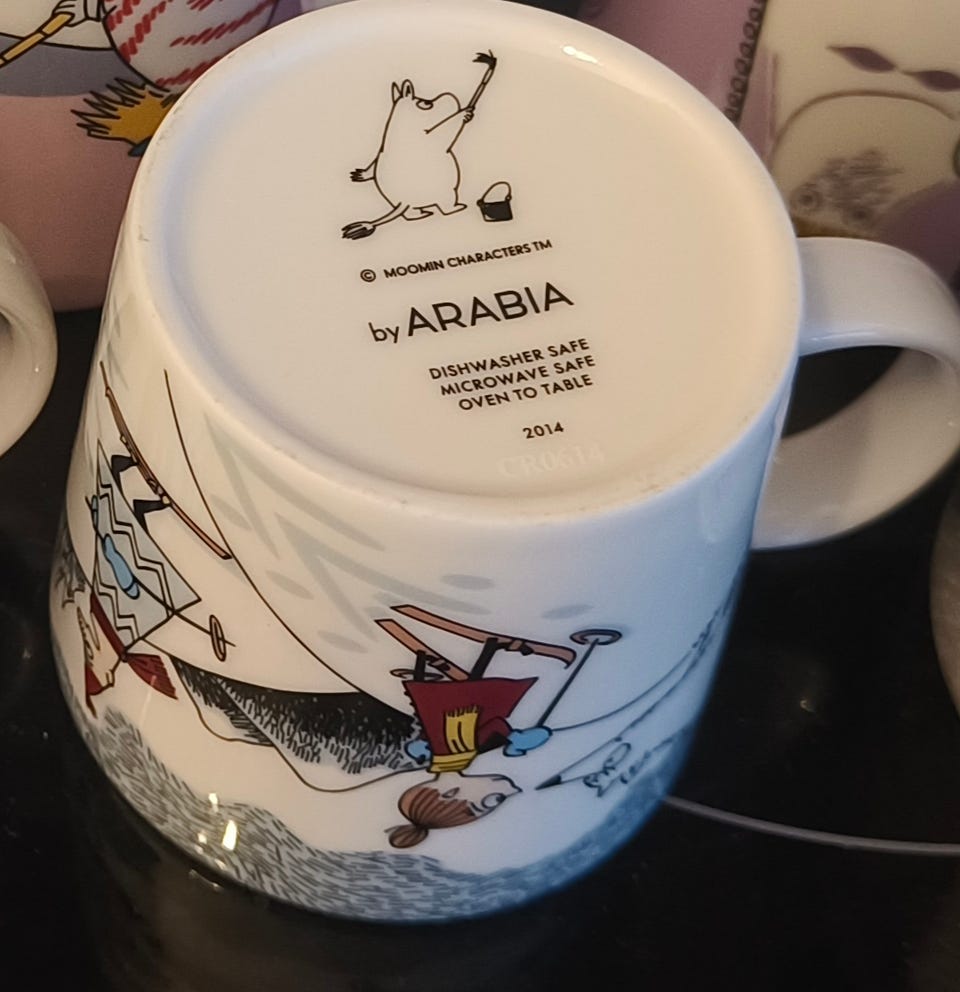 © MOOMIN CHARACTERS TM
by ARABIA
DISHWASHER SAFE
MICROWAVE SAFE
OVEN TO TABLE
2014
CR0614